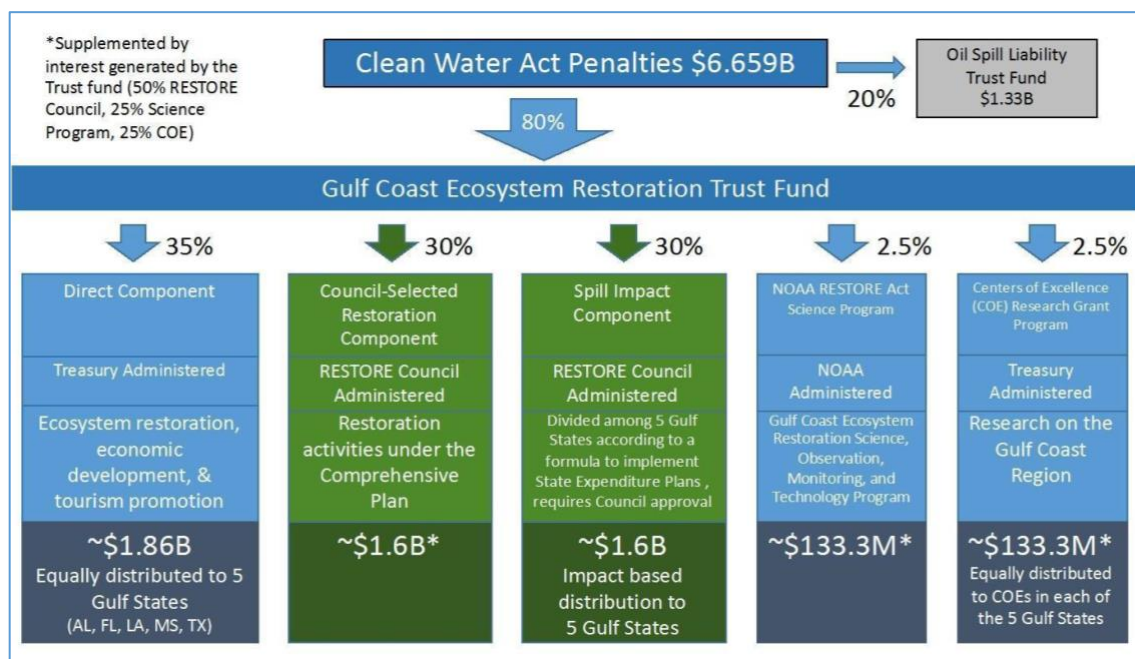 *Supplemented by
interest generated by the
Trust fund (50% RESTORE
Council, 25% Science
Program, 25% COE)
Clean Water Act Penalties $6.659B
20%
Oil Spill Liability
Trust Fund
$1.33B
80%
Gulf Coast Ecosystem Restoration Trust Fund
35%
30%
30%
2.5%
2.5%
Direct Component
Treasury Administered
Ecosystem restoration,
economic
development, &
tourism promotion
~$1.86B
Equally distributed to 5
Gulf States
(AL, FL, LA, MS, TX)
Council-Selected
Restoration
Component
RESTORE Council
Administered
Restoration
activities under the
Comprehensive
Plan
~$1.6B*
Spill Impact
Component
RESTORE Council
Administered
Divided among 5 Gulf
States according to a
formula to implement
State Expenditure Plans ,
requires Council approval
~$1.6B
Impact based
distribution to
5 Gulf States
NOAA RESTORE Act
Science Program
NOAA
Administered
Gulf Coast Ecosystem
Restoration Science,
Observation,
Monitoring, and
Technology Program
~$133.3M*
Centers of Excellence
(COE) Research Grant
Program
Treasury
Administered
Research on the
Gulf Coast
Region
~$133.3M*
Equally distributed
to COEs in each of
the 5 Gulf States